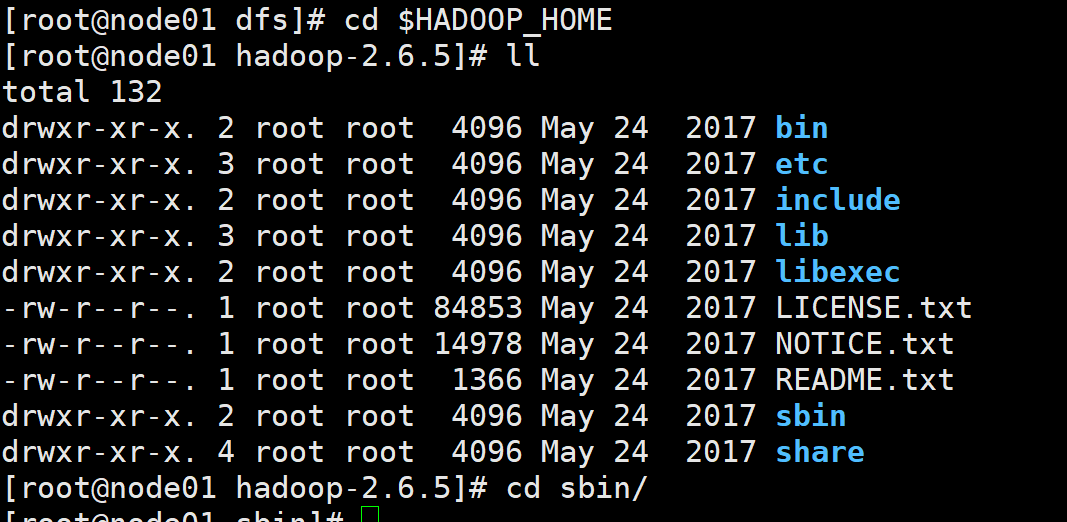 [root@node01 dfs]# cd $HADOOP_HOME
[root@node01 hadoop-2.6.5]# ll
total 132
drwxr-xr-x. 2 root root  4096 May 24  2017 bin
drwxr-xr-x. 3 root root  4096 May 24  2017 etc
drwxr-xr-x. 2 root root  4096 May 24  2017 include
drwxr-xr-x. 3 root root  4096 May 24  2017 lib
drwxr-xr-x. 2 root root  4096 May 24  2017 libexec
-rw-r--r--. 1 root root 84853 May 24  2017 LICENSE.txt
-rw-r--r--. 1 root root 14978 May 24  2017 NOTICE.txt
-rw-r--r--. 1 root root  1366 May 24  2017 README.txt
drwxr-xr-x. 2 root root  4096 May 24  2017 sbin
drwxr-xr-x. 4 root root  4096 May 24  2017 share
[root@node01 hadoop-2.6.5]# cd sbin/
[root@node01 sbin]#